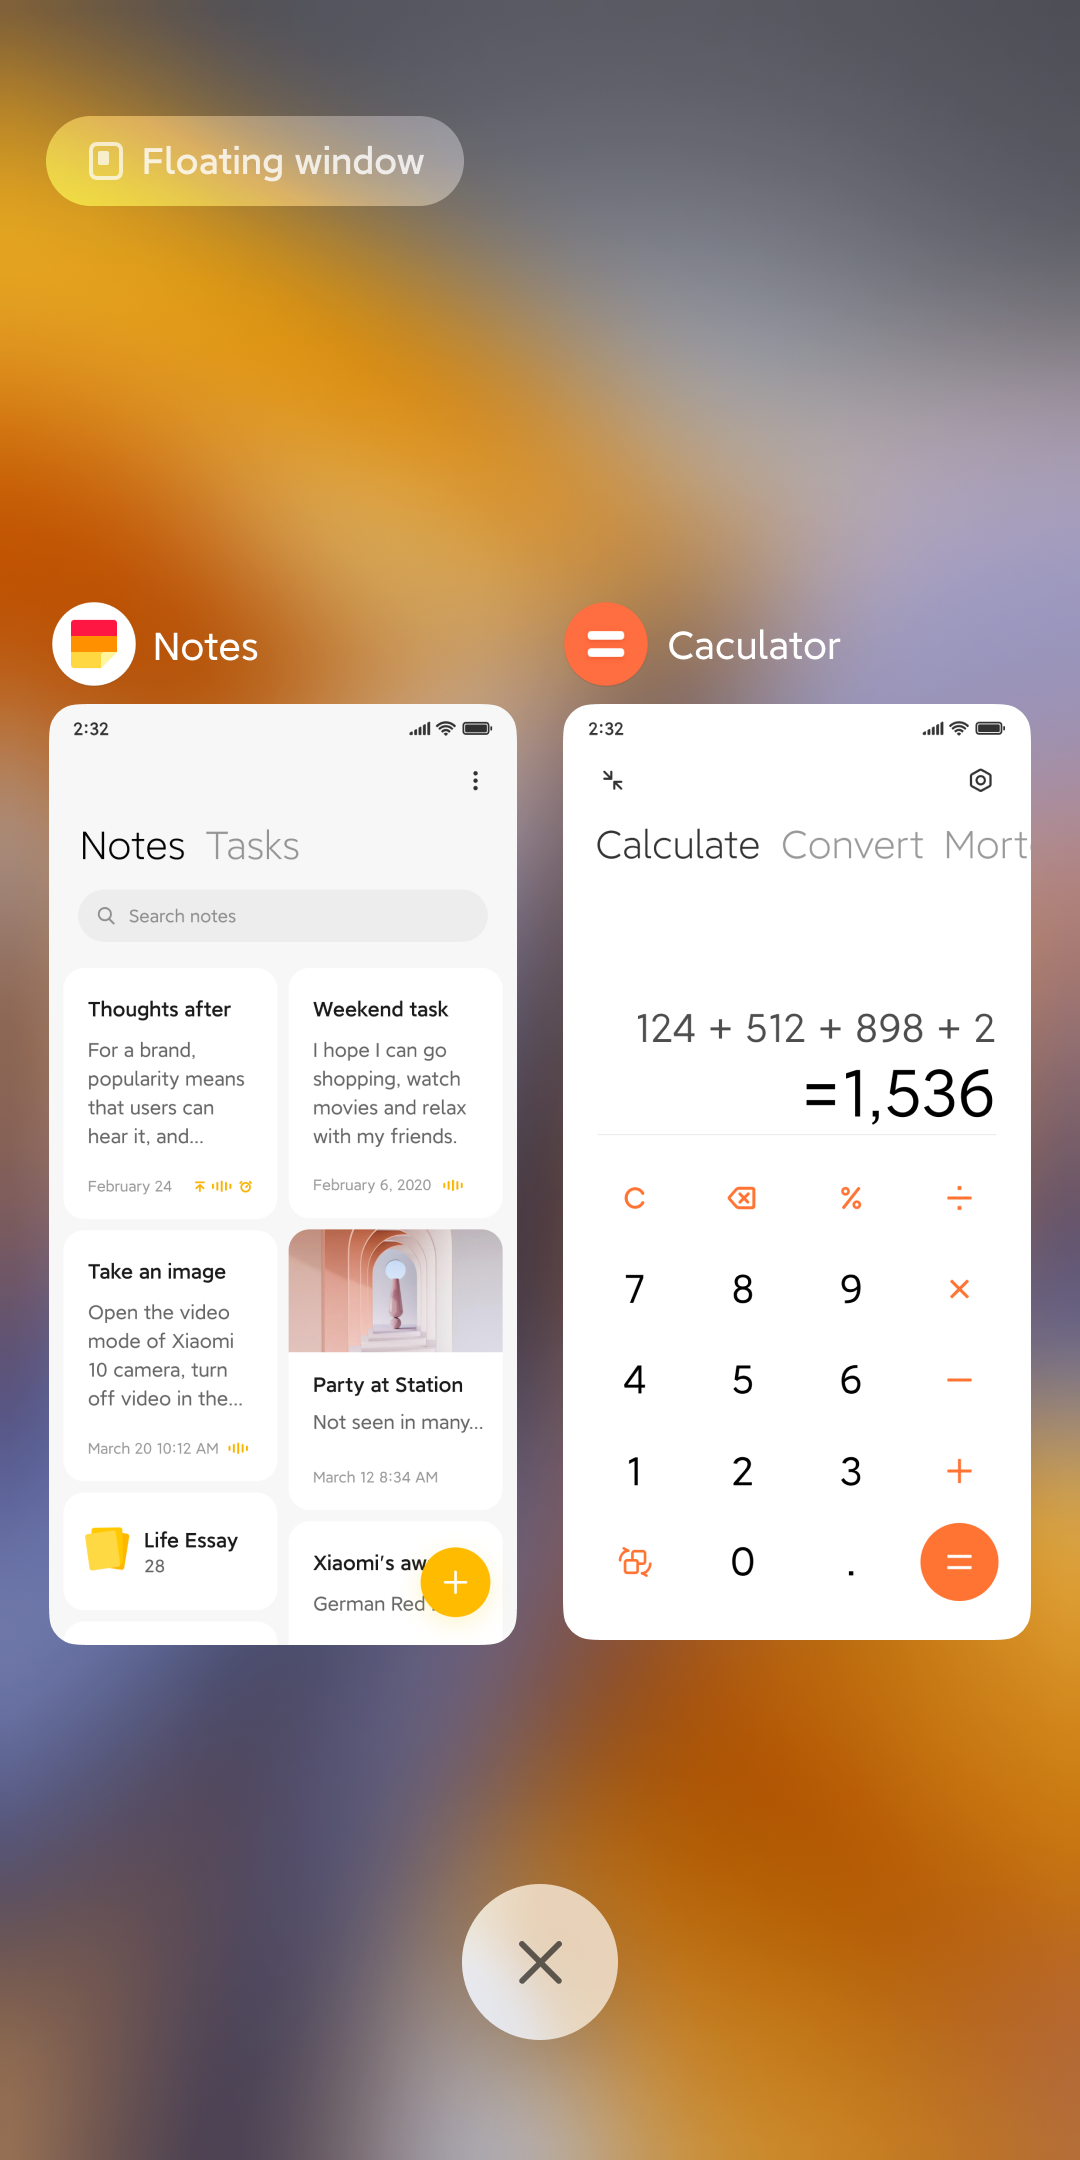 Floating window
Notes
2:32
Notes Tasks
Search notes
Thoughts after
For a brand,
popularity means
that users can
hear it, and...
February 24
Weekend task
I hope I can go
shopping, watch
movies and relax
with my friends.
February 6, 2020
Take an image
Open the video
mode of Xiaomi
10 camera, turn
off video in the...
March 20 10:12 AM
Party at Station
Not seen in many...
March 12 8:34 AM
Life Essay
28
Xiaomi's aw
German Red
Caculator
2:32
Calculate Convert Mort
124 + 512 + 898 + 2
=1,536
C % ÷
7 8 9 ×
4 5 6 −
1 2 3 +
0 . =